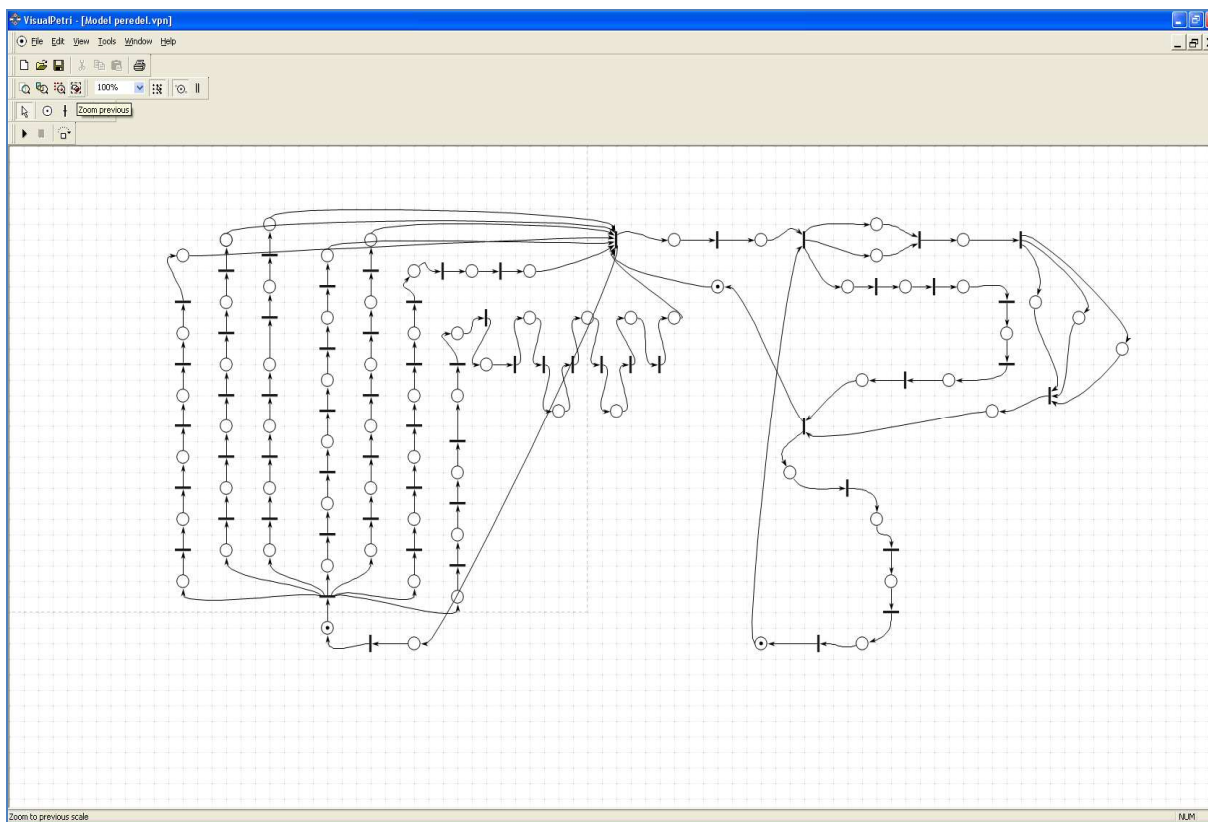 VisualPetri - [Model peredel.vpn]
File Edit View Tools Window Help
100%
Zoom previous
Zoom to previous scale
NUM